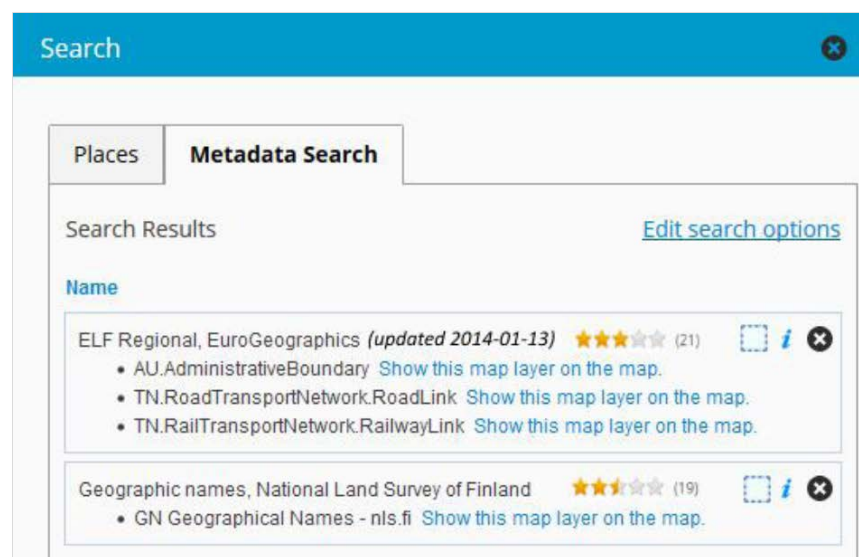 Search
Places
Metadata Search
Search Results
Edit search options
Name
ELF Regional, EuroGeographics (updated 2014-01-13) (21) i
• AU.AdministrativeBoundary Show this map layer on the map.
• TN.RoadTransportNetwork.RoadLink Show this map layer on the map.
• TN.RailTransportNetwork.RailwayLink Show this map layer on the map.
Geographic names, National Land Survey of Finland (19) i
• GN Geographical Names - nls.fi Show this map layer on the map.